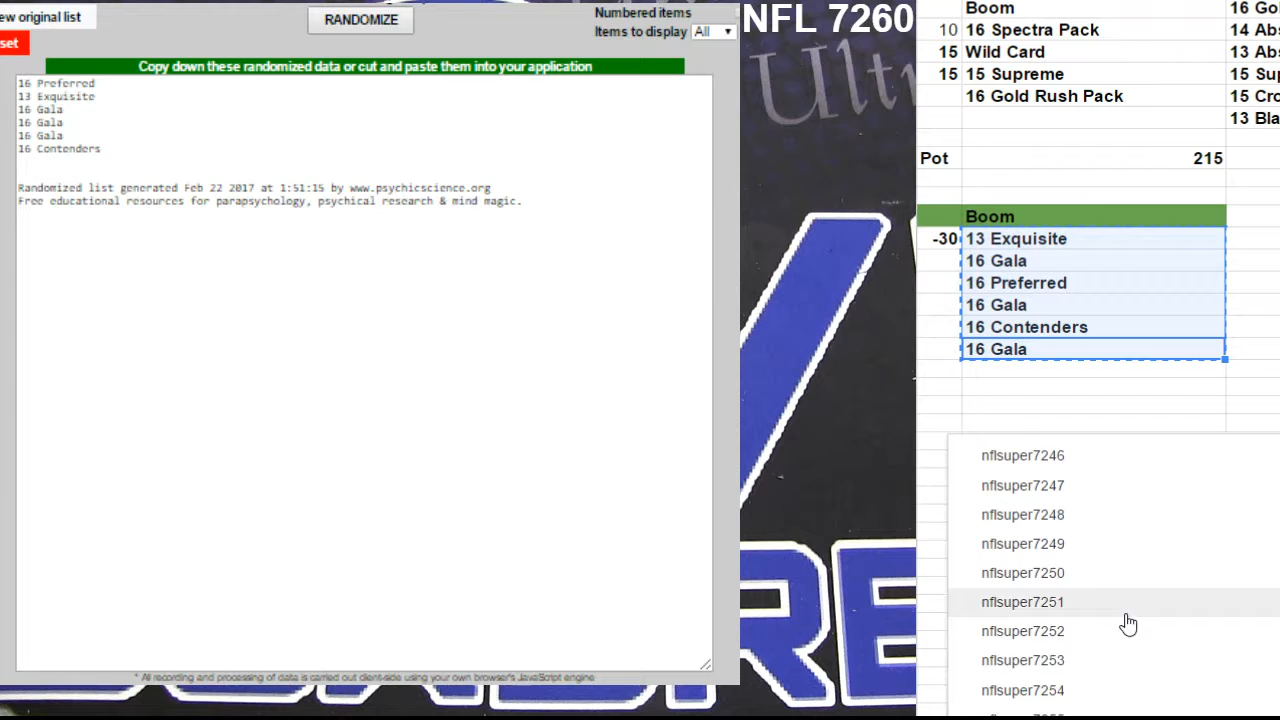 ew original list
set
RANDOMIZE
Numbered items
Items to display All
Copy down these randomized data or cut and paste them into your application
16 Preferred
13 Exquisite
16 Gala
16 Gala
16 Gala
16 Contenders
Randomized list generated Feb 22 2017 at 1:51:15 by www.psychicscience.org
Free educational resources for parapsychology, psychical research & mind magic.
* All recording and processing of data is carried out client-side using your own browser's JavaScript engine
NFL 7260
Ultr
Boom 16 Gol
10 16 Spectra Pack 14 Abs
15 Wild Card 13 Abs
15 15 Supreme 15 Sup
16 Gold Rush Pack 15 Cro
13 Bla
Pot 215
Boom
-30 13 Exquisite
16 Gala
16 Preferred
16 Gala
16 Contenders
16 Gala
nflsuper7246
nflsuper7247
nflsuper7248
nflsuper7249
nflsuper7250
nflsuper7251
nflsuper7252
nflsuper7253
nflsuper7254